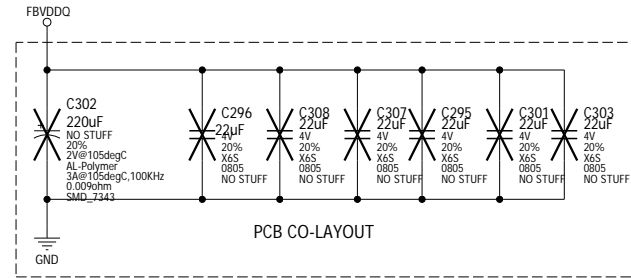 FBVDDQ
C302
220uF
NO STUFF
20%
2V@105degC
AL-Polymer
3A@105degC,100KHz
0.009ohm
SMD_7343
+
C296
22uF
4V
20%
X6S
0805
NO STUFF
C308
22uF
4V
20%
X6S
0805
NO STUFF
C307
22uF
4V
20%
X6S
0805
NO STUFF
C295
22uF
4V
20%
X6S
0805
NO STUFF
C301
22uF
4V
20%
X6S
0805
NO STUFF
C303
22uF
4V
20%
X6S
0805
NO STUFF
PCB CO-LAYOUT
GND